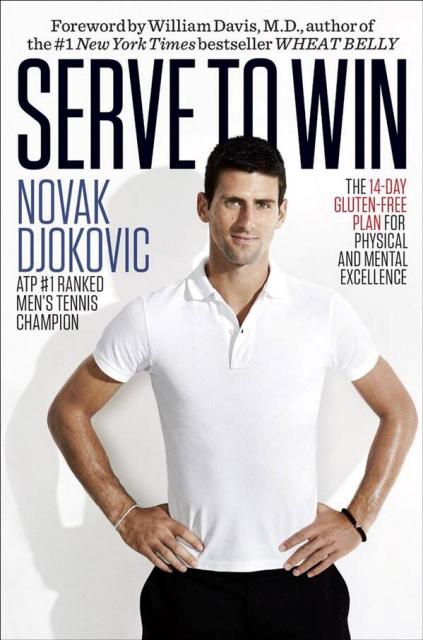 Foreword by William Davis, M.D., author of
the #1 New York Times bestseller WHEAT BELLY
SERVE TO WIN
NOVAK
DJOKOVIC
ATP #1 RANKED
MEN'S TENNIS
CHAMPION
THE 14-DAY
GLUTEN-FREE
PLAN FOR
PHYSICAL
AND MENTAL
EXCELLENCE